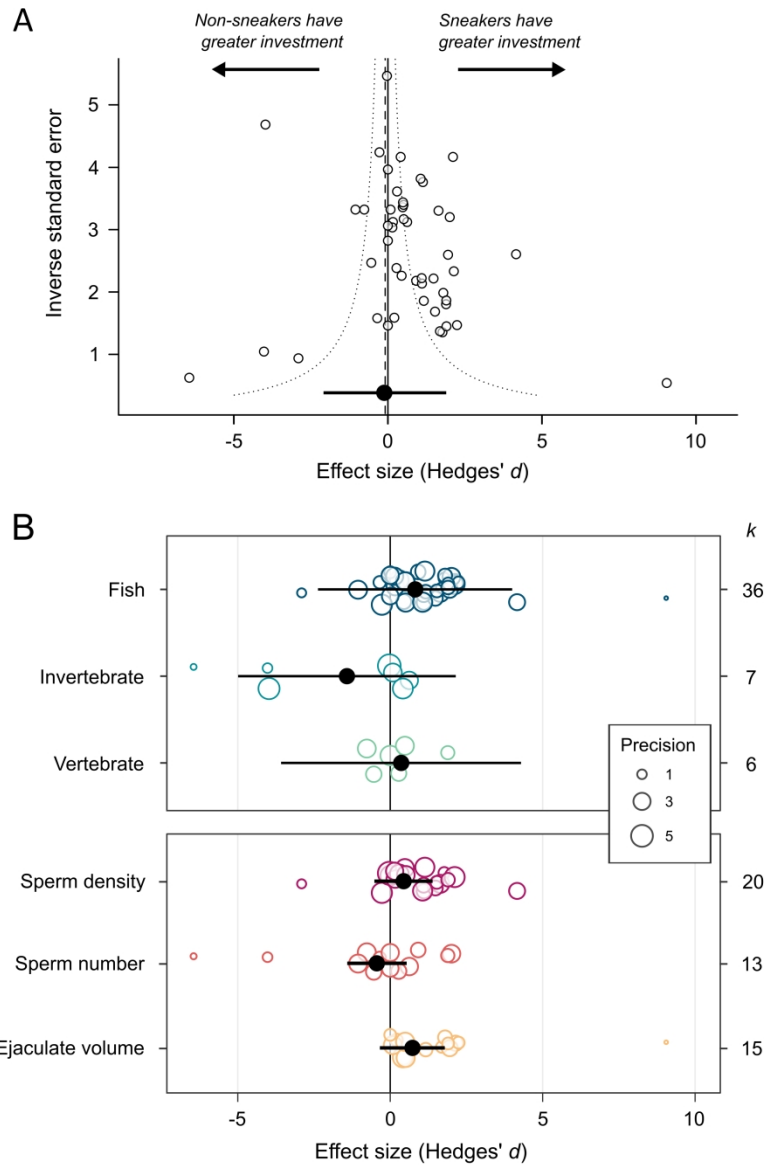 A
Non-sneakers have
greater investment
Sneakers have
greater investment
Inverse standard error
5
4
3
2
1
-5
0
5
10
Effect size (Hedges' d)
B
k
Fish
36
Invertebrate
7
Vertebrate
6
Precision
1
3
5
Sperm density
20
Sperm number
13
Ejaculate volume
15
-5
0
5
10
Effect size (Hedges' d)